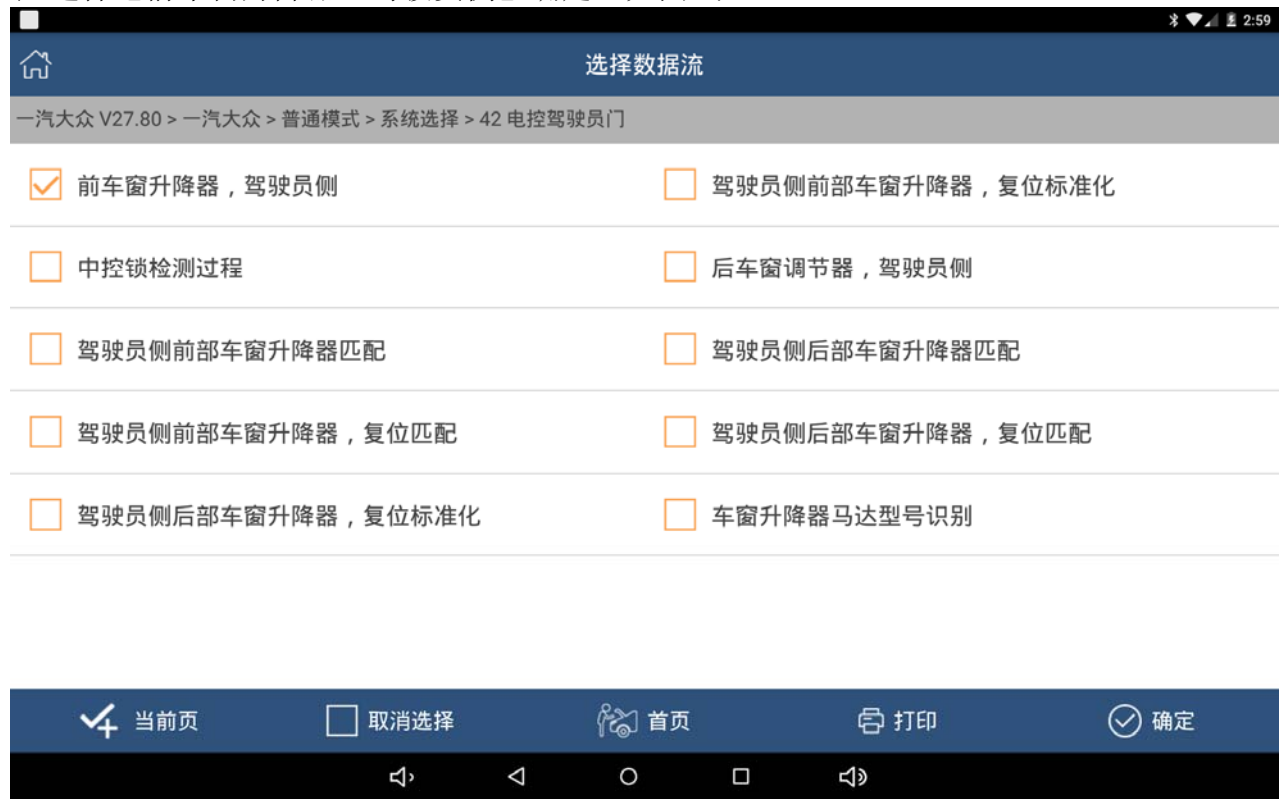 2:59
选择数据流
一汽大众 V27.80 > 一汽大众 > 普通模式 > 系统选择 > 42 电控驾驶员门
前车窗升降器，驾驶员侧
驾驶员侧前部车窗升降器，复位标准化
中控锁检测过程
后车窗调节器，驾驶员侧
驾驶员侧前部车窗升降器匹配
驾驶员侧后部车窗升降器匹配
驾驶员侧前部车窗升降器，复位匹配
驾驶员侧后部车窗升降器，复位匹配
驾驶员侧后部车窗升降器，复位标准化
车窗升降器马达型号识别
当前页
取消选择
首页
打印
确定